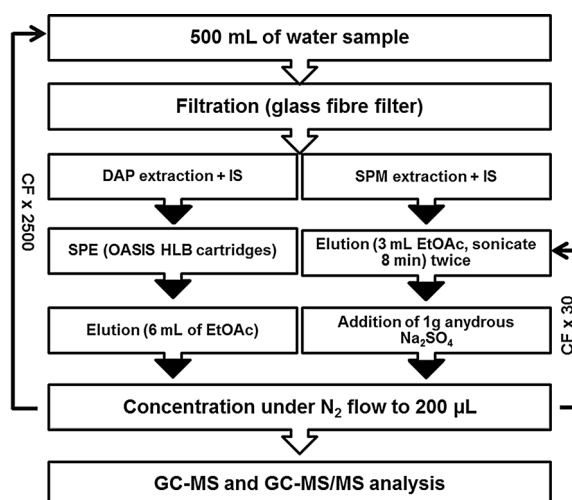 500 mL of water sample
Filtration (glass fibre filter)
DAP extraction + IS
SPM extraction + IS
SPE (OASIS HLB cartridges)
Elution (3 mL EtOAc, sonicate
8 min) twice
Elution (6 mL of EtOAc)
Addition of 1g anydrous
Na₂SO₄
Concentration under N₂ flow to 200 µL
GC-MS and GC-MS/MS analysis
CF x 2500
CF x 30